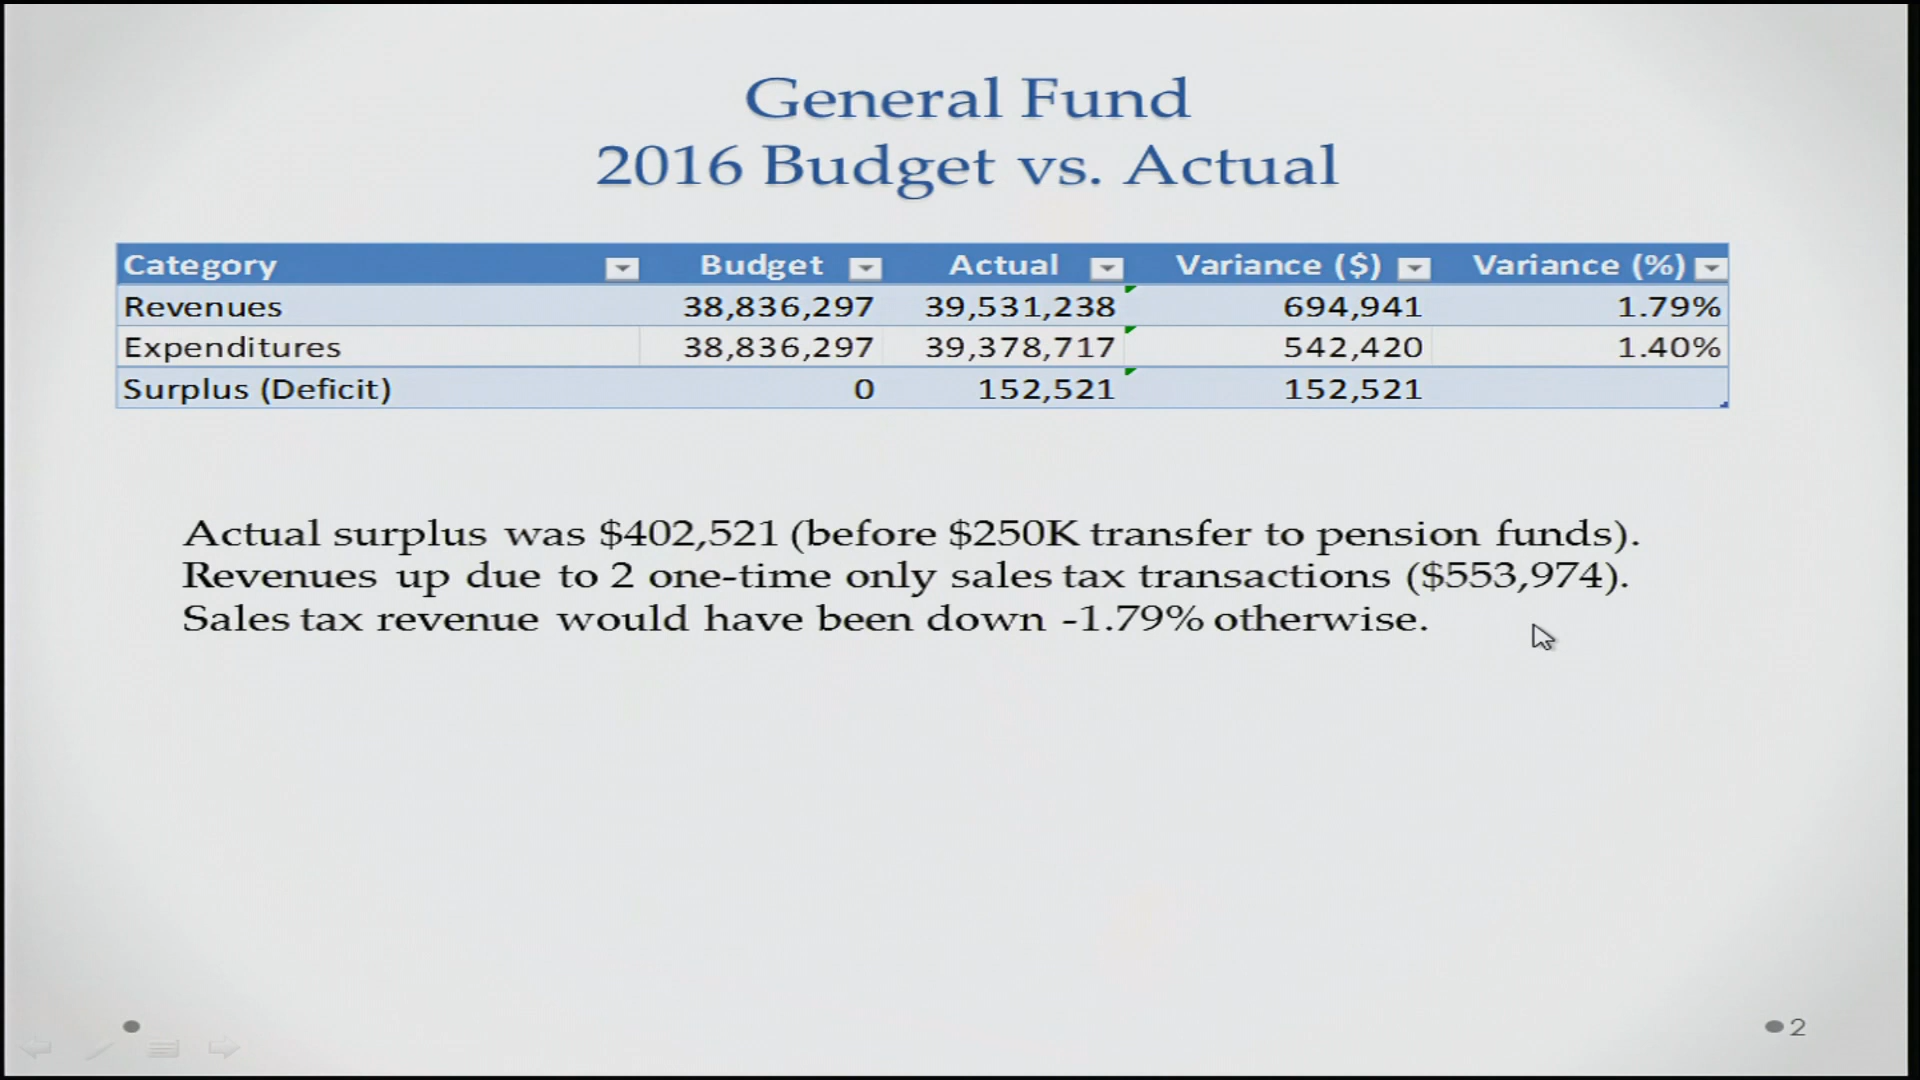 General Fund
2016 Budget vs. Actual
Category Budget Actual Variance ($) Variance (%)
Revenues 38,836,297 39,531,238 694,941 1.79%
Expenditures 38,836,297 39,378,717 542,420 1.40%
Surplus (Deficit) 0 152,521 152,521
Actual surplus was $402,521 (before $250K transfer to pension funds).
Revenues up due to 2 one-time only sales tax transactions ($553,974).
Sales tax revenue would have been down -1.79% otherwise.
2